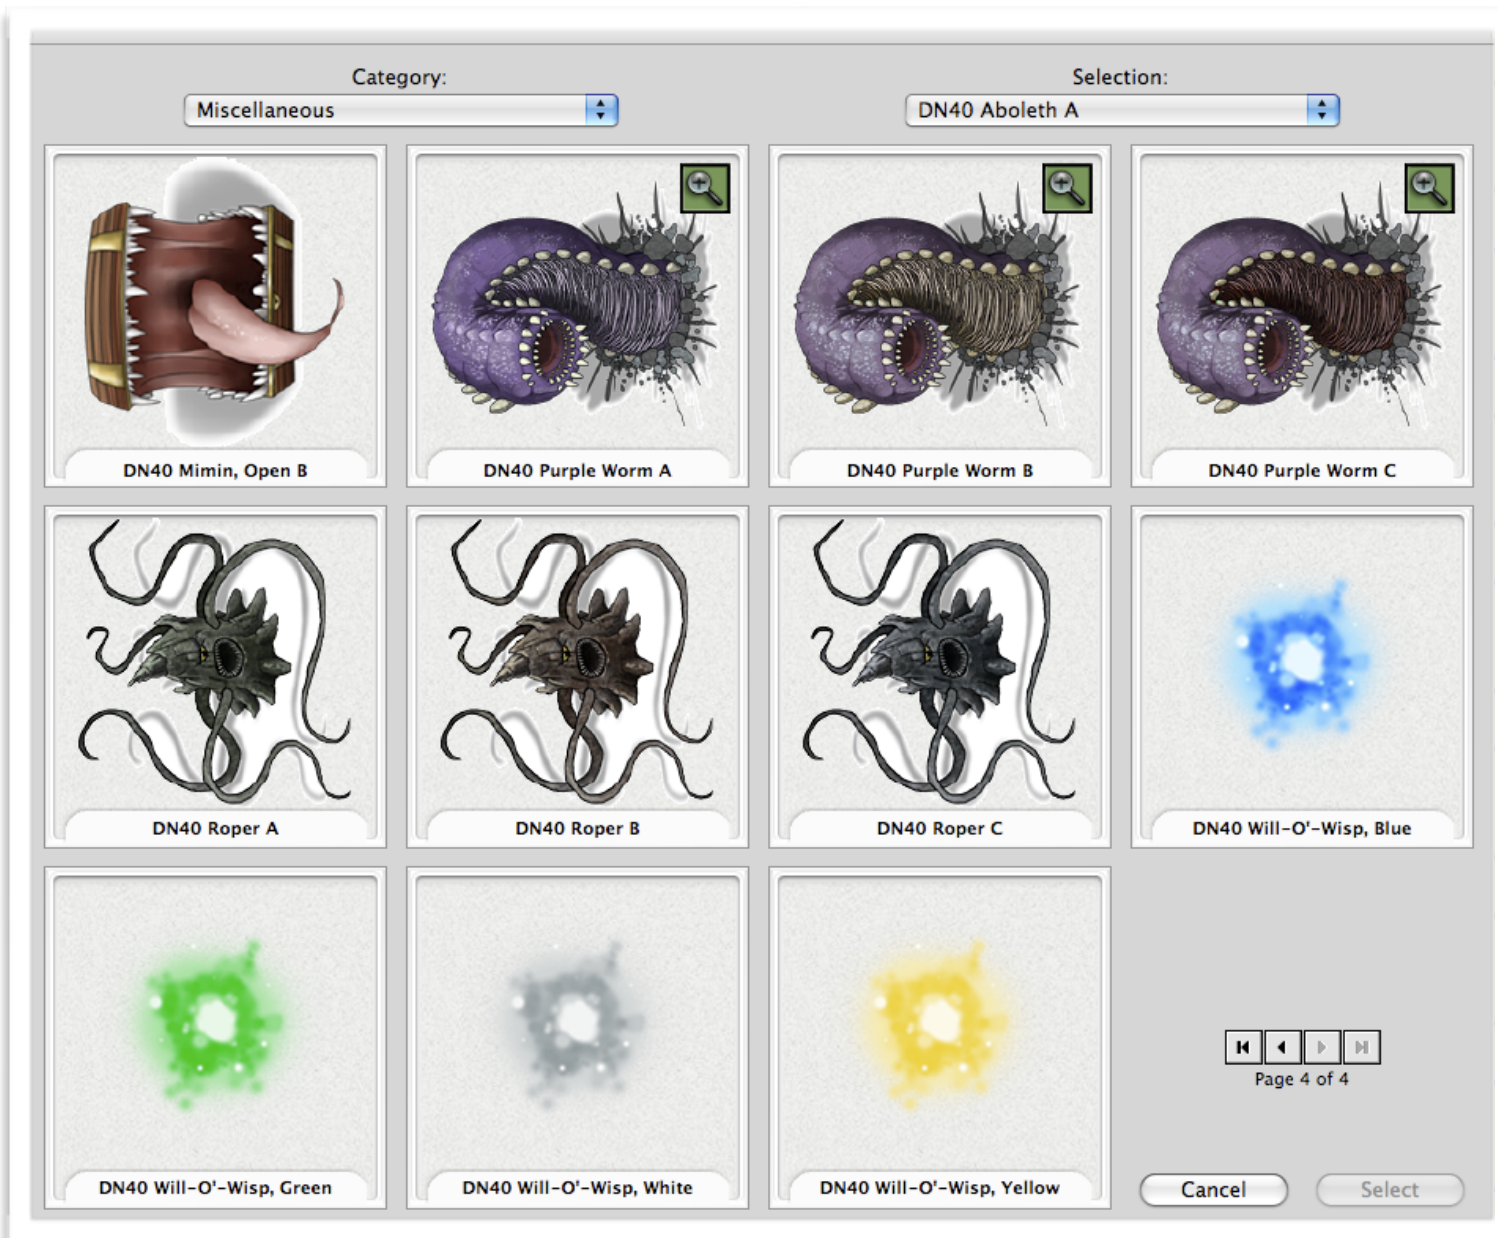 Category:
Selection:
Miscellaneous
DN40 Aboleth A
DN40 Mimin, Open B
DN40 Purple Worm A
DN40 Purple Worm B
DN40 Purple Worm C
DN40 Roper A
DN40 Roper B
DN40 Roper C
DN40 Will-O'-Wisp, Blue
DN40 Will-O'-Wisp, Green
DN40 Will-O'-Wisp, White
DN40 Will-O'-Wisp, Yellow
Page 4 of 4
Cancel
Select